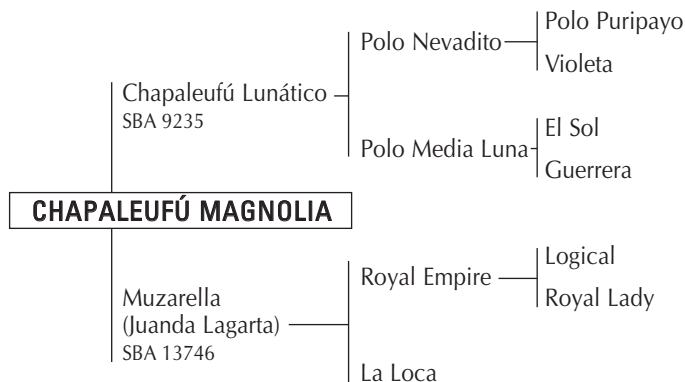 Polo Puripayo
Polo Nevadito
Violeta
Chapaleufú Lunático
SBA 9235
El Sol
Polo Media Luna
Guerrera
CHAPALEUFÚ MAGNOLIA
Logical
Royal Empire
Royal Lady
Muzarella
(Juanda Lagarta)
SBA 13746
La Loca